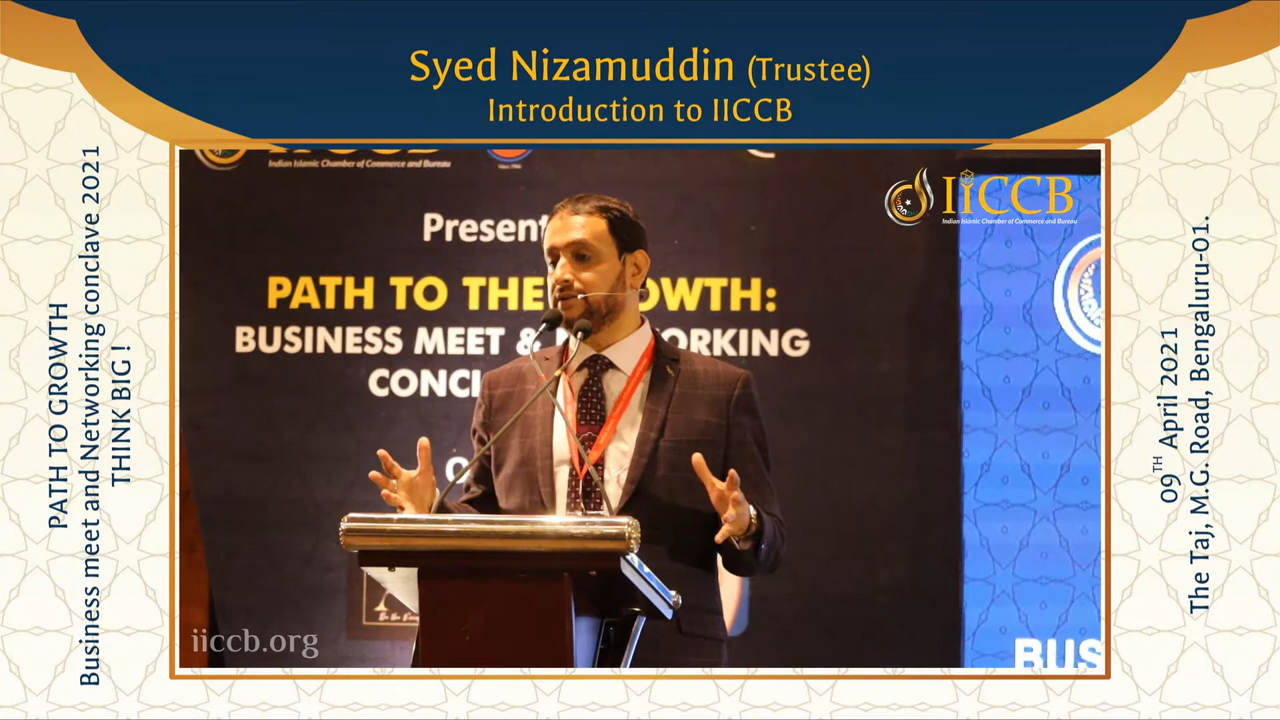 Syed Nizamuddin (Trustee)
Introduction to IICCB
PATH TO GROWTH
Business meet and Networking conclave 2021
THINK BIG !
Indian Islamic Chamber of Commerce and Bureau
Present
PATH TO THE OWTH:
BUSINESS MEET & ORKING
CONCL
IiCCB
Indian Islamic Chamber of Commerce and Bureau
BUS
iiccb.org
09TH April 2021
The Taj, M.G. Road, Bengaluru-01.